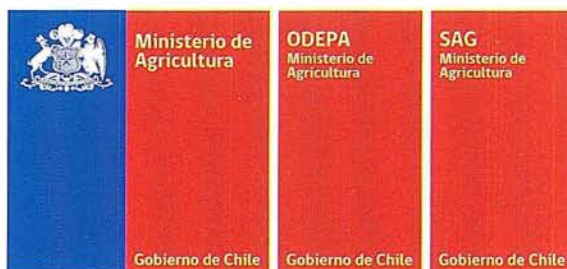 Ministerio de
Agricultura
Gobierno de Chile
ODEPA
Ministerio de
Agricultura
Gobierno de Chile
SAG
Ministerio de
Agricultura
Gobierno de Chile